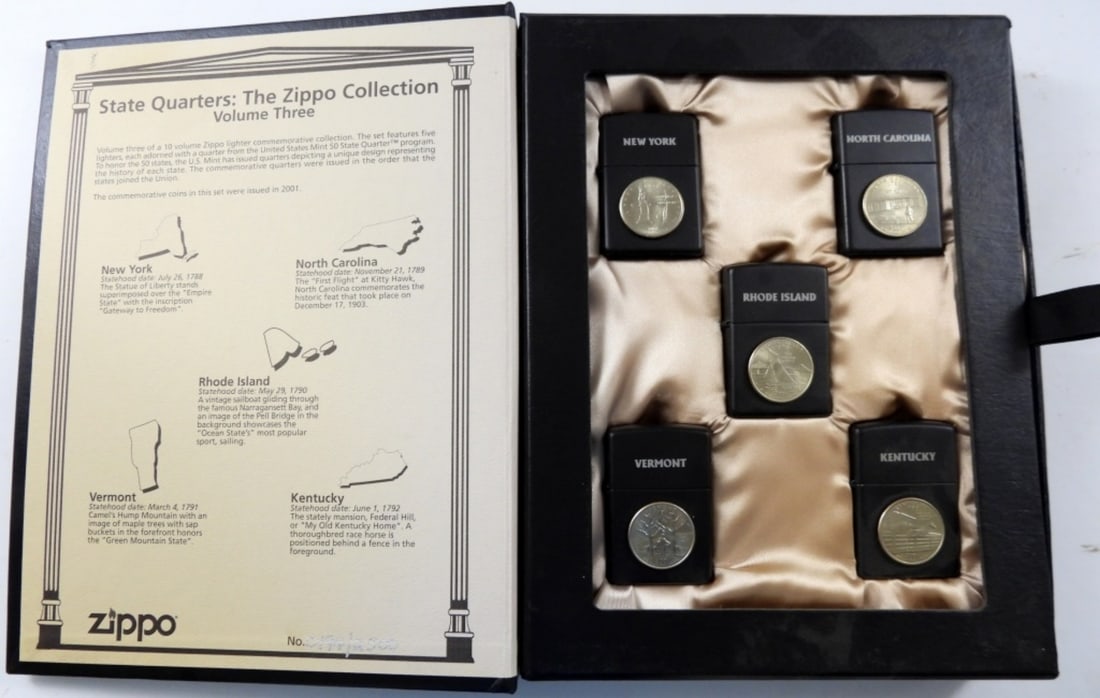 State Quarters: The Zippo Collection
Volume Three
Volume three of a 10 volume Zippo lighter commemorative collection. The set features five
lighters, each adorned with a quarter from the United States Mint 50 State Quarter™ program.
To honor the 50 states, the U.S. Mint has issued quarters depicting a unique design representing
the history of each state. The commemorative quarters were issued in the order that the
states joined the Union.
The commemorative coins in this set were issued in 2001.
New York
Statehood date: July 26, 1788
The Statue of Liberty stands
superimposed over the "Empire
State" with the inscription
"Gateway to Freedom".
North Carolina
Statehood date: November 21, 1789
The "First Flight" at Kitty Hawk,
North Carolina commemorates the
historic feat that took place on
December 17, 1903.
Rhode Island
Statehood date: May 29, 1790
A vintage sailboat gliding through
the famous Narragansett Bay, and
an image of the Pell Bridge in the
background showcases the
"Ocean State's" most popular
sport, sailing.
Vermont
Statehood date: March 4, 1791
Camel's Hump Mountain with an
image of maple trees with sap
buckets in the forefront honors
the "Green Mountain State".
Kentucky
Statehood date: June 1, 1792
The stately mansion, Federal Hill,
or "My Old Kentucky Home". A
thoroughbred race horse is
positioned behind a fence in the
foreground.
zippo
No.
NEW YORK
NORTH CAROLINA
RHODE ISLAND
VERMONT
KENTUCKY